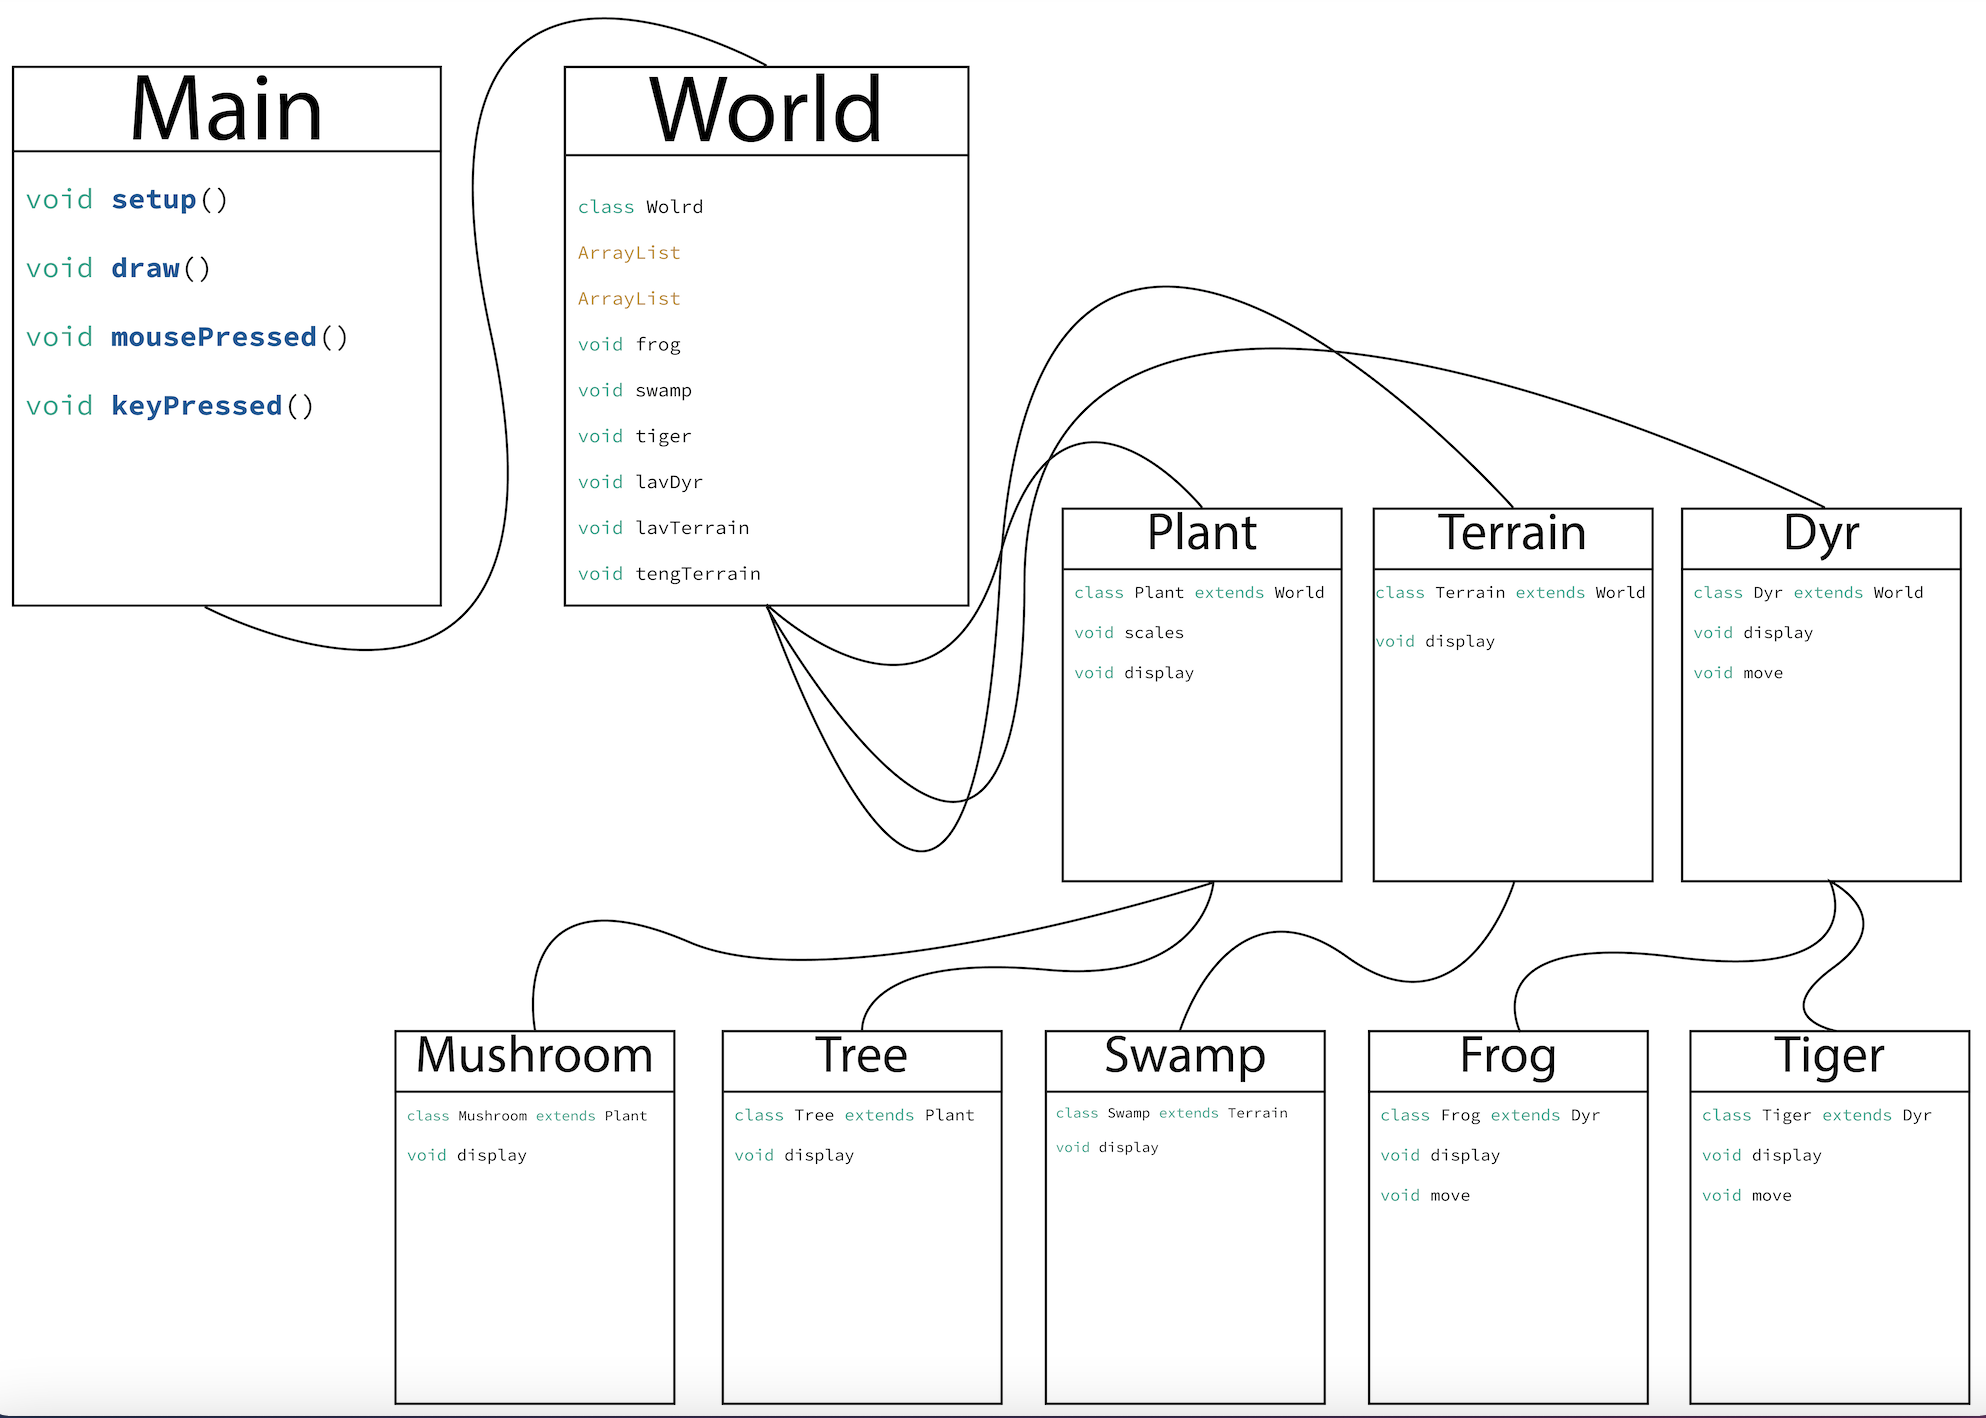 Main
void setup()
void draw()
void mousePressed()
void keyPressed()
World
class Wolrd
ArrayList
ArrayList
void frog
void swamp
void tiger
void lavDyr
void lavTerrain
void tengTerrain
Plant
class Plant extends World
void scales
void display
Terrain
class Terrain extends World
void display
Dyr
class Dyr extends World
void display
void move
Mushroom
class Mushroom extends Plant
void display
Tree
class Tree extends Plant
void display
Swamp
class Swamp extends Terrain
void display
Frog
class Frog extends Dyr
void display
void move
Tiger
class Tiger extends Dyr
void display
void move